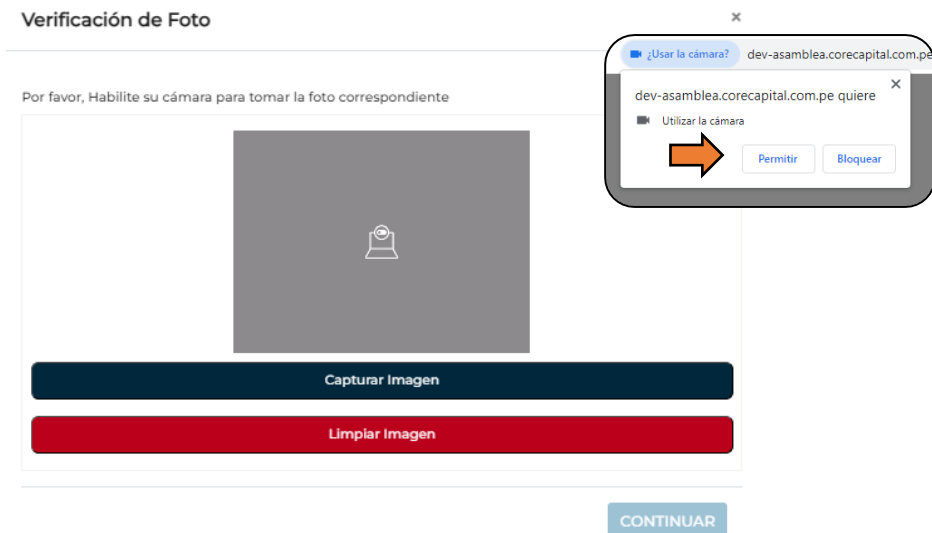 Verificación de Foto
×
¿Usar la cámara? dev-asamblea.corecapital.com.pe
dev-asamblea.corecapital.com.pe quiere
×
Utilizar la cámara
Permitir Bloquear
Por favor, Habilite su cámara para tomar la foto correspondiente
Capturar Imagen
Limpiar Imagen
CONTINUAR